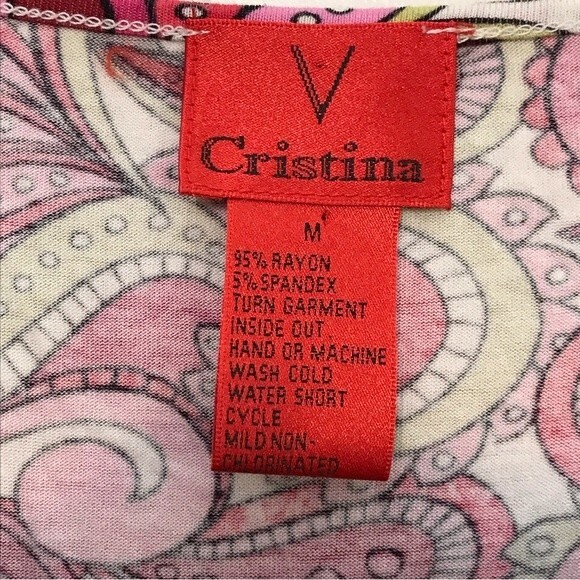 V
Cristina
M
95% RAYON
5% SPANDEX
TURN GARMENT
INSIDE OUT
HAND OR MACHINE
WASH COLD
WATER SHORT
CYCLE
MILD NON-
CHLORINATED